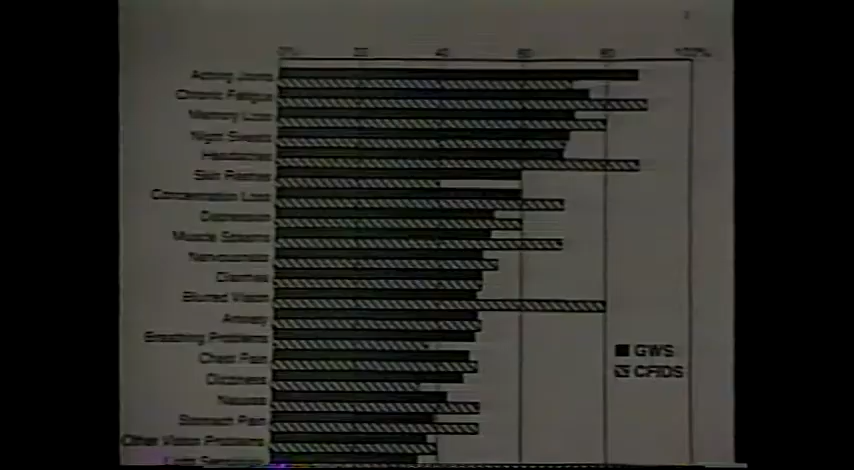 0% 20 40 60 80 100%
Aching Joints
Chronic Fatigue
Memory Loss
Night Sweats
Headaches
Skin Rashes
Concentration Loss
Depression
Muscle Spasms
Nervousness
Diarrhea
Blurred Vision
Anxiety
Breathing Problems
GWS
Chest Pain
CFIDS
Dizziness
Nausea
Stomach Pain
Other Vision Problems
Light